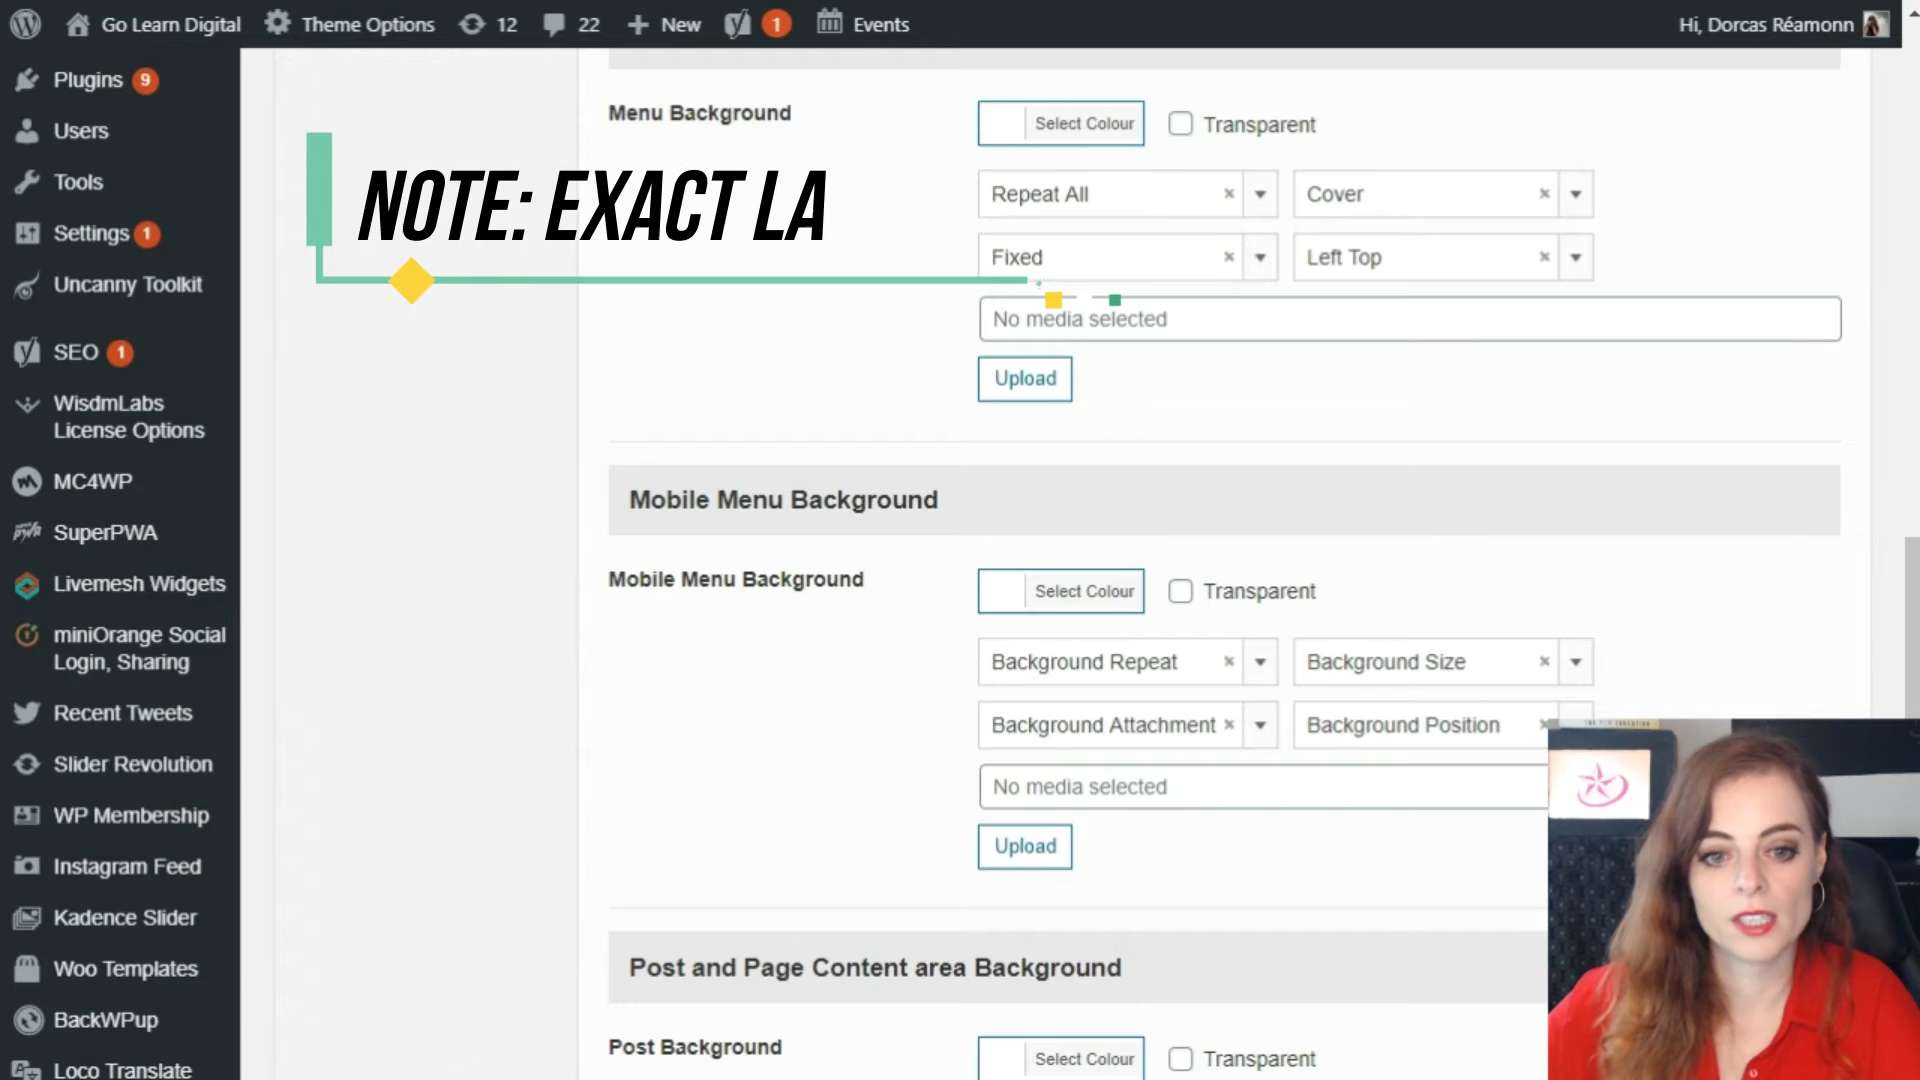 Go Learn Digital
Theme Options
12
22
New
1
Events
Hi, Dorcas Réamonn
Plugins 9
Users
Tools
Settings 1
Uncanny Toolkit
SEO 1
WisdmLabs
License Options
MC4WP
SuperPWA
Livemesh Widgets
miniOrange Social
Login, Sharing
Recent Tweets
Slider Revolution
WP Membership
Instagram Feed
Kadence Slider
Woo Templates
BackWPup
Loco Translate
NOTE: EXACT LA
Menu Background
Select Colour
Transparent
Repeat All
Cover
Fixed
Left Top
No media selected
Upload
Mobile Menu Background
Mobile Menu Background
Select Colour
Transparent
Background Repeat
Background Size
Background Attachment
Background Position
No media selected
Upload
Post and Page Content area Background
Post Background
Select Colour
Transparent